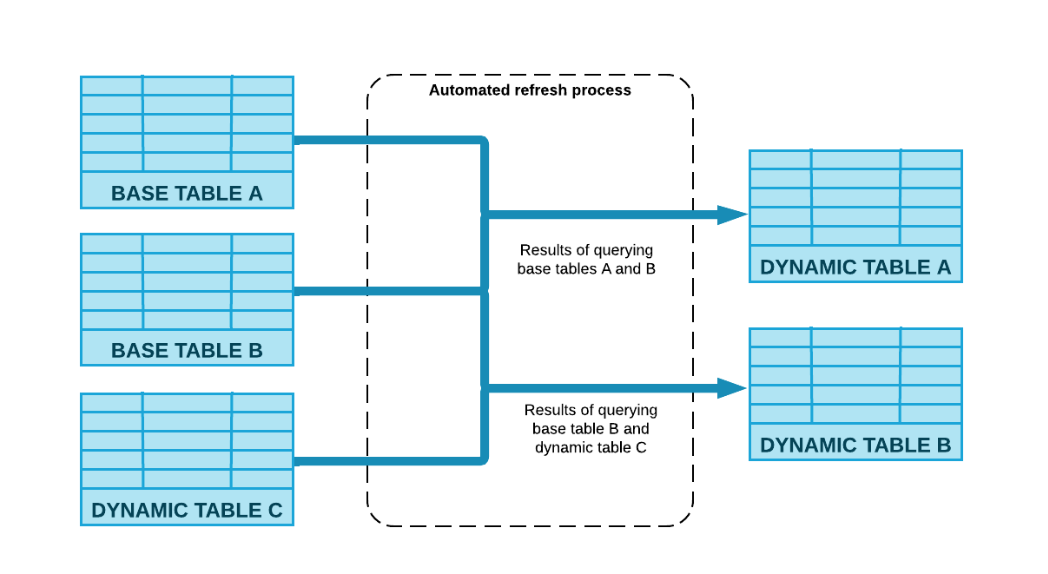 Automated refresh process
BASE TABLE A
BASE TABLE B
DYNAMIC TABLE C
Results of querying
base tables A and B
Results of querying
base table B and
dynamic table C
DYNAMIC TABLE A
DYNAMIC TABLE B